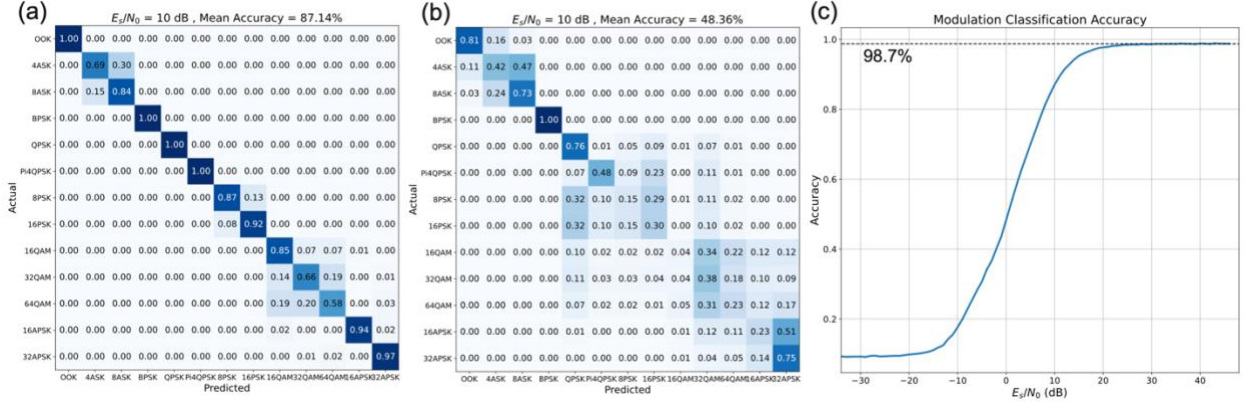 (a)
E_s/N_0 = 10 dB , Mean Accuracy = 87.14%
OOK 1.00 0.00 0.00 0.00 0.00 0.00 0.00 0.00 0.00 0.00 0.00 0.00 0.00
4ASK 0.00 0.69 0.30 0.00 0.00 0.00 0.00 0.00 0.00 0.00 0.00 0.00 0.00
8ASK 0.00 0.15 0.84 0.00 0.00 0.00 0.00 0.00 0.00 0.00 0.00 0.00 0.00
BPSK 0.00 0.00 0.00 1.00 0.00 0.00 0.00 0.00 0.00 0.00 0.00 0.00 0.00
QPSK 0.00 0.00 0.00 0.00 1.00 0.00 0.00 0.00 0.00 0.00 0.00 0.00 0.00
Pi4QPSK 0.00 0.00 0.00 0.00 0.00 1.00 0.00 0.00 0.00 0.00 0.00 0.00 0.00
8PSK 0.00 0.00 0.00 0.00 0.00 0.00 0.87 0.13 0.00 0.00 0.00 0.00 0.00
16PSK 0.00 0.00 0.00 0.00 0.00 0.00 0.08 0.92 0.00 0.00 0.00 0.00 0.00
16QAM 0.00 0.00 0.00 0.00 0.00 0.00 0.00 0.00 0.85 0.07 0.07 0.01 0.00
32QAM 0.00 0.00 0.00 0.00 0.00 0.00 0.00 0.00 0.14 0.66 0.19 0.00 0.01
64QAM 0.00 0.00 0.00 0.00 0.00 0.00 0.00 0.00 0.19 0.20 0.58 0.00 0.03
16APSK 0.00 0.00 0.00 0.00 0.00 0.00 0.00 0.00 0.02 0.00 0.00 0.94 0.02
32APSK 0.00 0.00 0.00 0.00 0.00 0.00 0.00 0.00 0.00 0.01 0.02 0.00 0.97
OOK 4ASK 8ASK BPSK QPSK Pi4QPSK 8PSK 16PSK 16QAM 32QAM 64QAM 16APSK 32APSK
Predicted
Actual
(b)
E_s/N_0 = 10 dB , Mean Accuracy = 48.36%
OOK 0.81 0.16 0.03 0.00 0.00 0.00 0.00 0.00 0.00 0.00 0.00 0.00 0.00
4ASK 0.11 0.42 0.47 0.00 0.00 0.00 0.00 0.00 0.00 0.00 0.00 0.00 0.00
8ASK 0.03 0.24 0.73 0.00 0.00 0.00 0.00 0.00 0.00 0.00 0.00 0.00 0.00
BPSK 0.00 0.00 0.00 1.00 0.00 0.00 0.00 0.00 0.00 0.00 0.00 0.00 0.00
QPSK 0.00 0.00 0.00 0.00 0.76 0.01 0.05 0.09 0.01 0.07 0.01 0.00 0.00
Pi4QPSK 0.00 0.00 0.00 0.00 0.07 0.48 0.09 0.23 0.00 0.11 0.01 0.00 0.00
8PSK 0.00 0.00 0.00 0.00 0.32 0.10 0.15 0.29 0.01 0.11 0.02 0.00 0.00
16PSK 0.00 0.00 0.00 0.00 0.32 0.10 0.15 0.30 0.00 0.10 0.02 0.00 0.00
16QAM 0.00 0.00 0.00 0.00 0.10 0.02 0.02 0.02 0.04 0.34 0.22 0.12 0.12
32QAM 0.00 0.00 0.00 0.00 0.11 0.03 0.03 0.04 0.04 0.38 0.18 0.10 0.09
64QAM 0.00 0.00 0.00 0.00 0.07 0.02 0.02 0.01 0.05 0.31 0.23 0.12 0.17
16APSK 0.00 0.00 0.00 0.00 0.01 0.00 0.00 0.00 0.01 0.12 0.11 0.23 0.51
32APSK 0.00 0.00 0.00 0.00 0.00 0.00 0.00 0.00 0.01 0.04 0.05 0.14 0.75
OOK 4ASK 8ASK BPSK QPSK Pi4QPSK 8PSK 16PSK 16QAM 32QAM 64QAM 16APSK 32APSK
Predicted
Actual
(c)
Modulation Classification Accuracy
98.7%
1.0
0.8
0.6
0.4
0.2
Accuracy
−30 −20 −10 0 10 20 30 40
E_s/N_0 (dB)